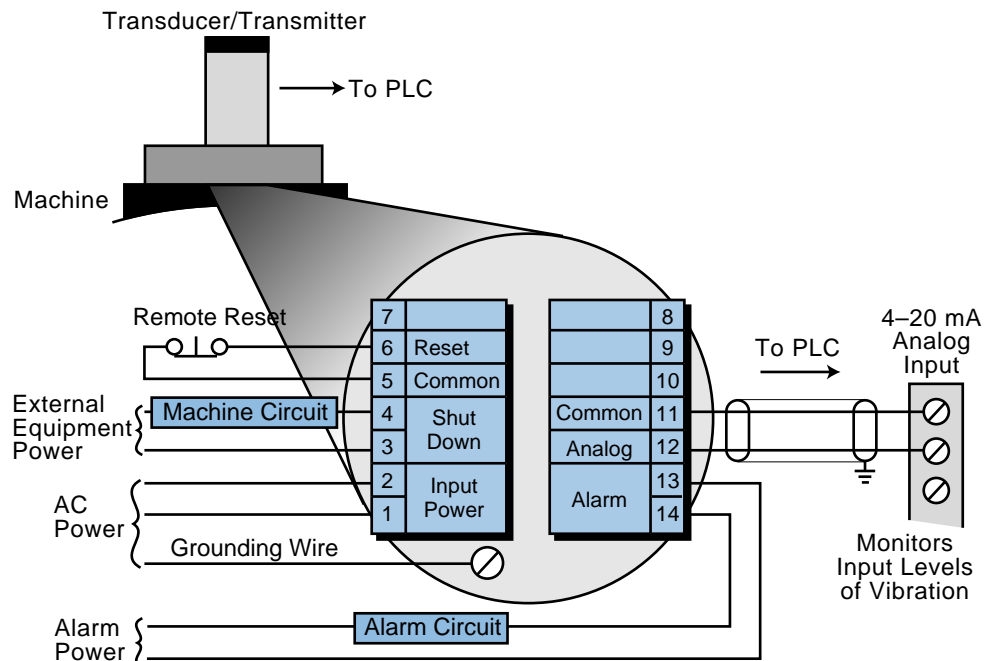 Transducer/Transmitter
To PLC
Machine
Remote Reset
7
6 Reset
5 Common
4
3
Shut
Down
2
1
Input
Power
8
9
10
Common 11
Analog 12
Alarm
13
14
External
Equipment
Power
Machine Circuit
AC
Power
Grounding Wire
Alarm
Power
Alarm Circuit
To PLC
4–20 mA
Analog
Input
Monitors
Input Levels
of Vibration